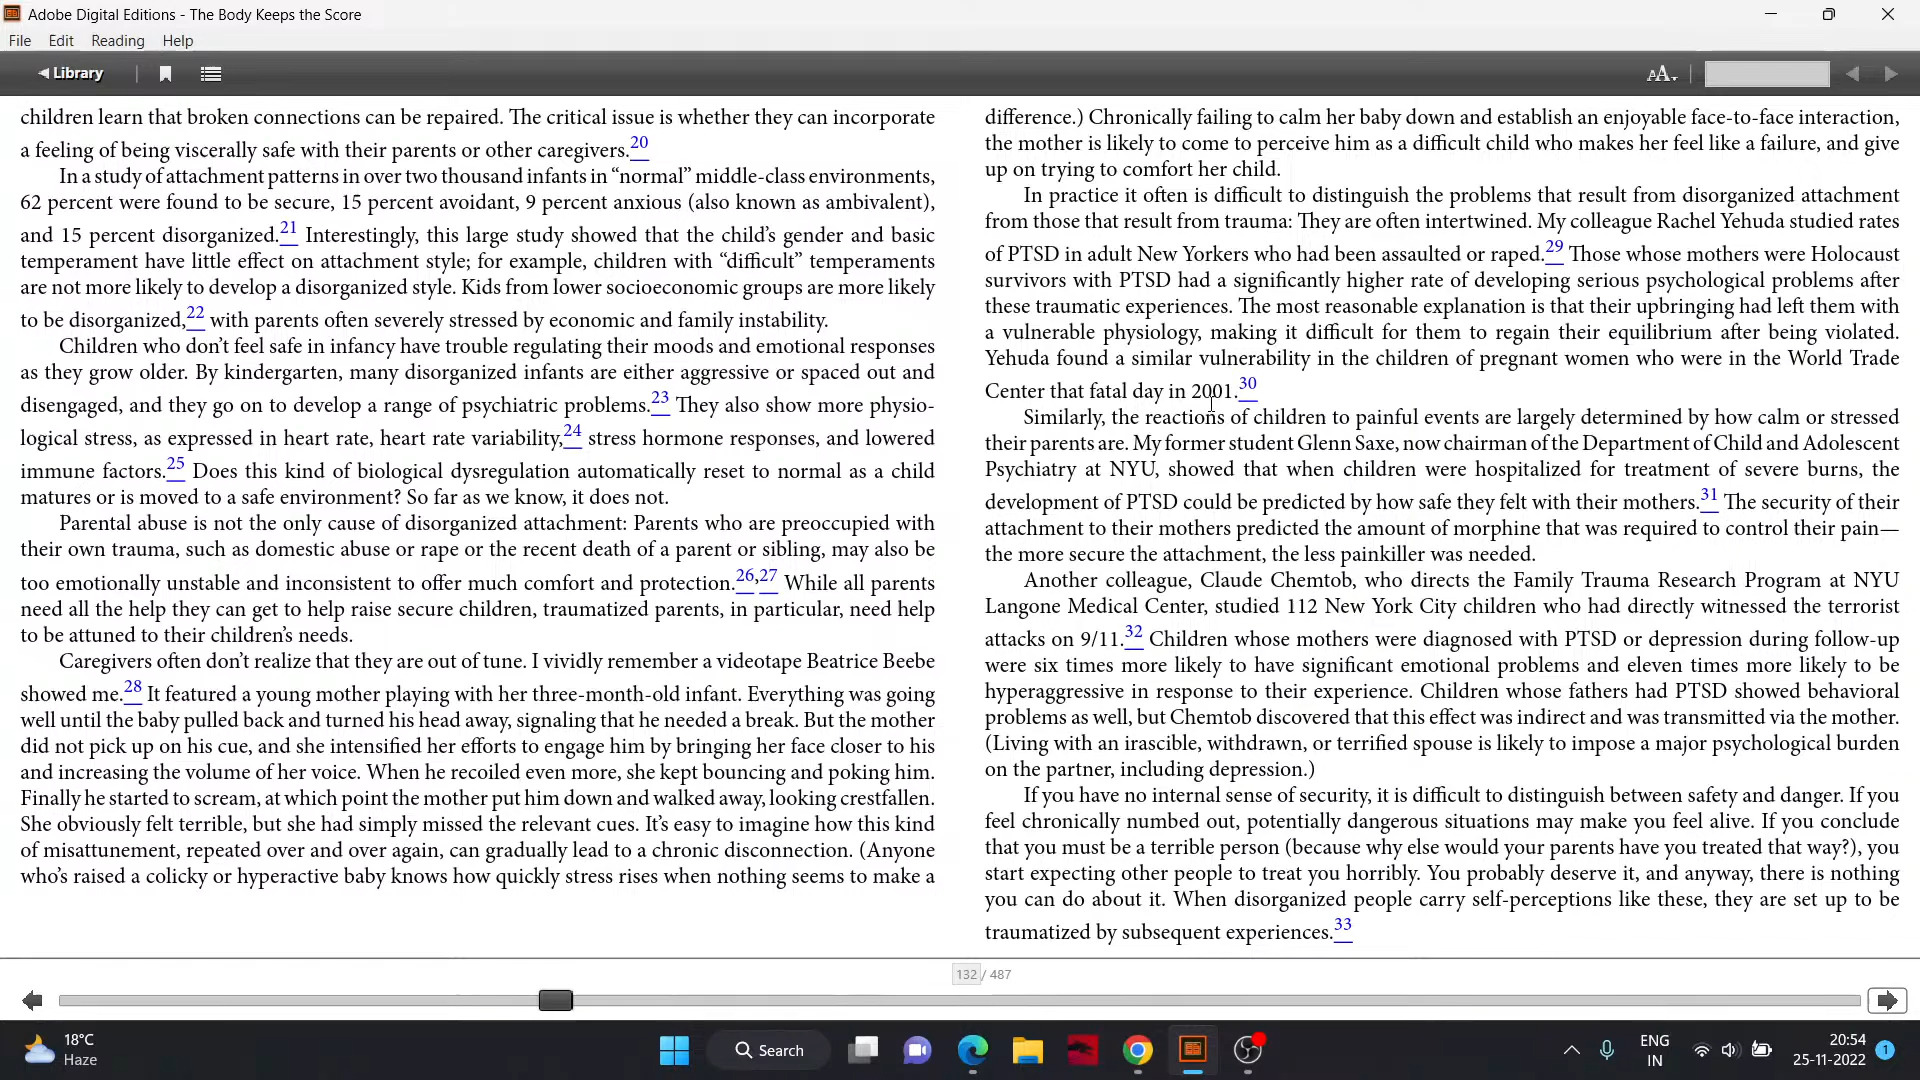 Adobe Digital Editions - The Body Keeps the Score
File Edit Reading Help
Library
AA
children learn that broken connections can be repaired. The critical issue is whether they can incorporate
a feeling of being viscerally safe with their parents or other caregivers.20
In a study of attachment patterns in over two thousand infants in “normal” middle-class environments,
62 percent were found to be secure, 15 percent avoidant, 9 percent anxious (also known as ambivalent),
and 15 percent disorganized.21 Interestingly, this large study showed that the child’s gender and basic
temperament have little effect on attachment style; for example, children with “difficult” temperaments
are not more likely to develop a disorganized style. Kids from lower socioeconomic groups are more likely
to be disorganized,22 with parents often severely stressed by economic and family instability.
Children who don’t feel safe in infancy have trouble regulating their moods and emotional responses
as they grow older. By kindergarten, many disorganized infants are either aggressive or spaced out and
disengaged, and they go on to develop a range of psychiatric problems.23 They also show more physio-
logical stress, as expressed in heart rate, heart rate variability,24 stress hormone responses, and lowered
immune factors.25 Does this kind of biological dysregulation automatically reset to normal as a child
matures or is moved to a safe environment? So far as we know, it does not.
Parental abuse is not the only cause of disorganized attachment: Parents who are preoccupied with
their own trauma, such as domestic abuse or rape or the recent death of a parent or sibling, may also be
too emotionally unstable and inconsistent to offer much comfort and protection.26,27 While all parents
need all the help they can get to help raise secure children, traumatized parents, in particular, need help
to be attuned to their children’s needs.
Caregivers often don’t realize that they are out of tune. I vividly remember a videotape Beatrice Beebe
showed me.28 It featured a young mother playing with her three-month-old infant. Everything was going
well until the baby pulled back and turned his head away, signaling that he needed a break. But the mother
did not pick up on his cue, and she intensified her efforts to engage him by bringing her face closer to his
and increasing the volume of her voice. When he recoiled even more, she kept bouncing and poking him.
Finally he started to scream, at which point the mother put him down and walked away, looking crestfallen.
She obviously felt terrible, but she had simply missed the relevant cues. It’s easy to imagine how this kind
of misattunement, repeated over and over again, can gradually lead to a chronic disconnection. (Anyone
who’s raised a colicky or hyperactive baby knows how quickly stress rises when nothing seems to make a
difference.) Chronically failing to calm her baby down and establish an enjoyable face-to-face interaction,
the mother is likely to come to perceive him as a difficult child who makes her feel like a failure, and give
up on trying to comfort her child.
In practice it often is difficult to distinguish the problems that result from disorganized attachment
from those that result from trauma: They are often intertwined. My colleague Rachel Yehuda studied rates
of PTSD in adult New Yorkers who had been assaulted or raped.29 Those whose mothers were Holocaust
survivors with PTSD had a significantly higher rate of developing serious psychological problems after
these traumatic experiences. The most reasonable explanation is that their upbringing had left them with
a vulnerable physiology, making it difficult for them to regain their equilibrium after being violated.
Yehuda found a similar vulnerability in the children of pregnant women who were in the World Trade
Center that fatal day in 2001.30
Similarly, the reactions of children to painful events are largely determined by how calm or stressed
their parents are. My former student Glenn Saxe, now chairman of the Department of Child and Adolescent
Psychiatry at NYU, showed that when children were hospitalized for treatment of severe burns, the
development of PTSD could be predicted by how safe they felt with their mothers.31 The security of their
attachment to their mothers predicted the amount of morphine that was required to control their pain—
the more secure the attachment, the less painkiller was needed.
Another colleague, Claude Chemtob, who directs the Family Trauma Research Program at NYU
Langone Medical Center, studied 112 New York City children who had directly witnessed the terrorist
attacks on 9/11.32 Children whose mothers were diagnosed with PTSD or depression during follow-up
were six times more likely to have significant emotional problems and eleven times more likely to be
hyperaggressive in response to their experience. Children whose fathers had PTSD showed behavioral
problems as well, but Chemtob discovered that this effect was indirect and was transmitted via the mother.
(Living with an irascible, withdrawn, or terrified spouse is likely to impose a major psychological burden
on the partner, including depression.)
If you have no internal sense of security, it is difficult to distinguish between safety and danger. If you
feel chronically numbed out, potentially dangerous situations may make you feel alive. If you conclude
that you must be a terrible person (because why else would your parents have you treated that way?), you
start expecting other people to treat you horribly. You probably deserve it, and anyway, there is nothing
you can do about it. When disorganized people carry self-perceptions like these, they are set up to be
traumatized by subsequent experiences.33
132 / 487
18°C
Haze
Search
ENG
IN
20:54
25-11-2022
1